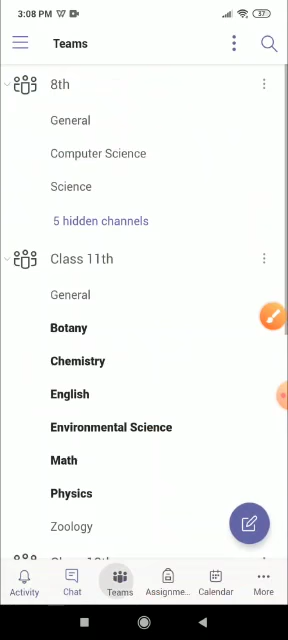 3:08 PM
37
Teams
8th
General
Computer Science
Science
5 hidden channels
Class 11th
General
Botany
Chemistry
English
Environmental Science
Math
Physics
Zoology
Activity
Chat
Teams
Assignme...
Calendar
More